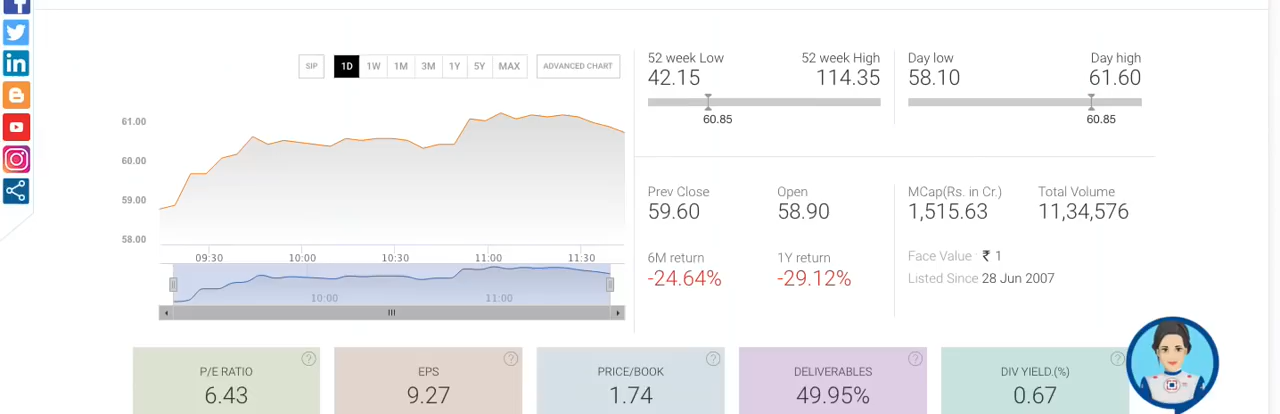 SIP 1D 1W 1M 3M 1Y 5Y MAX ADVANCED CHART
61.00
60.00
59.00
58.00
09:30 10:00 10:30 11:00 11:30
10:00 11:00
52 week Low 52 week High
42.15 114.35
60.85
Day low Day high
58.10 61.60
60.85
Prev Close Open
59.60 58.90
6M return 1Y return
-24.64% -29.12%
MCap(Rs. in Cr.) Total Volume
1,515.63 11,34,576
Face Value ₹ 1
Listed Since 28 Jun 2007
P/E RATIO ?
6.43
EPS ?
9.27
PRICE/BOOK ?
1.74
DELIVERABLES ?
49.95%
DIV YIELD.(%) ?
0.67